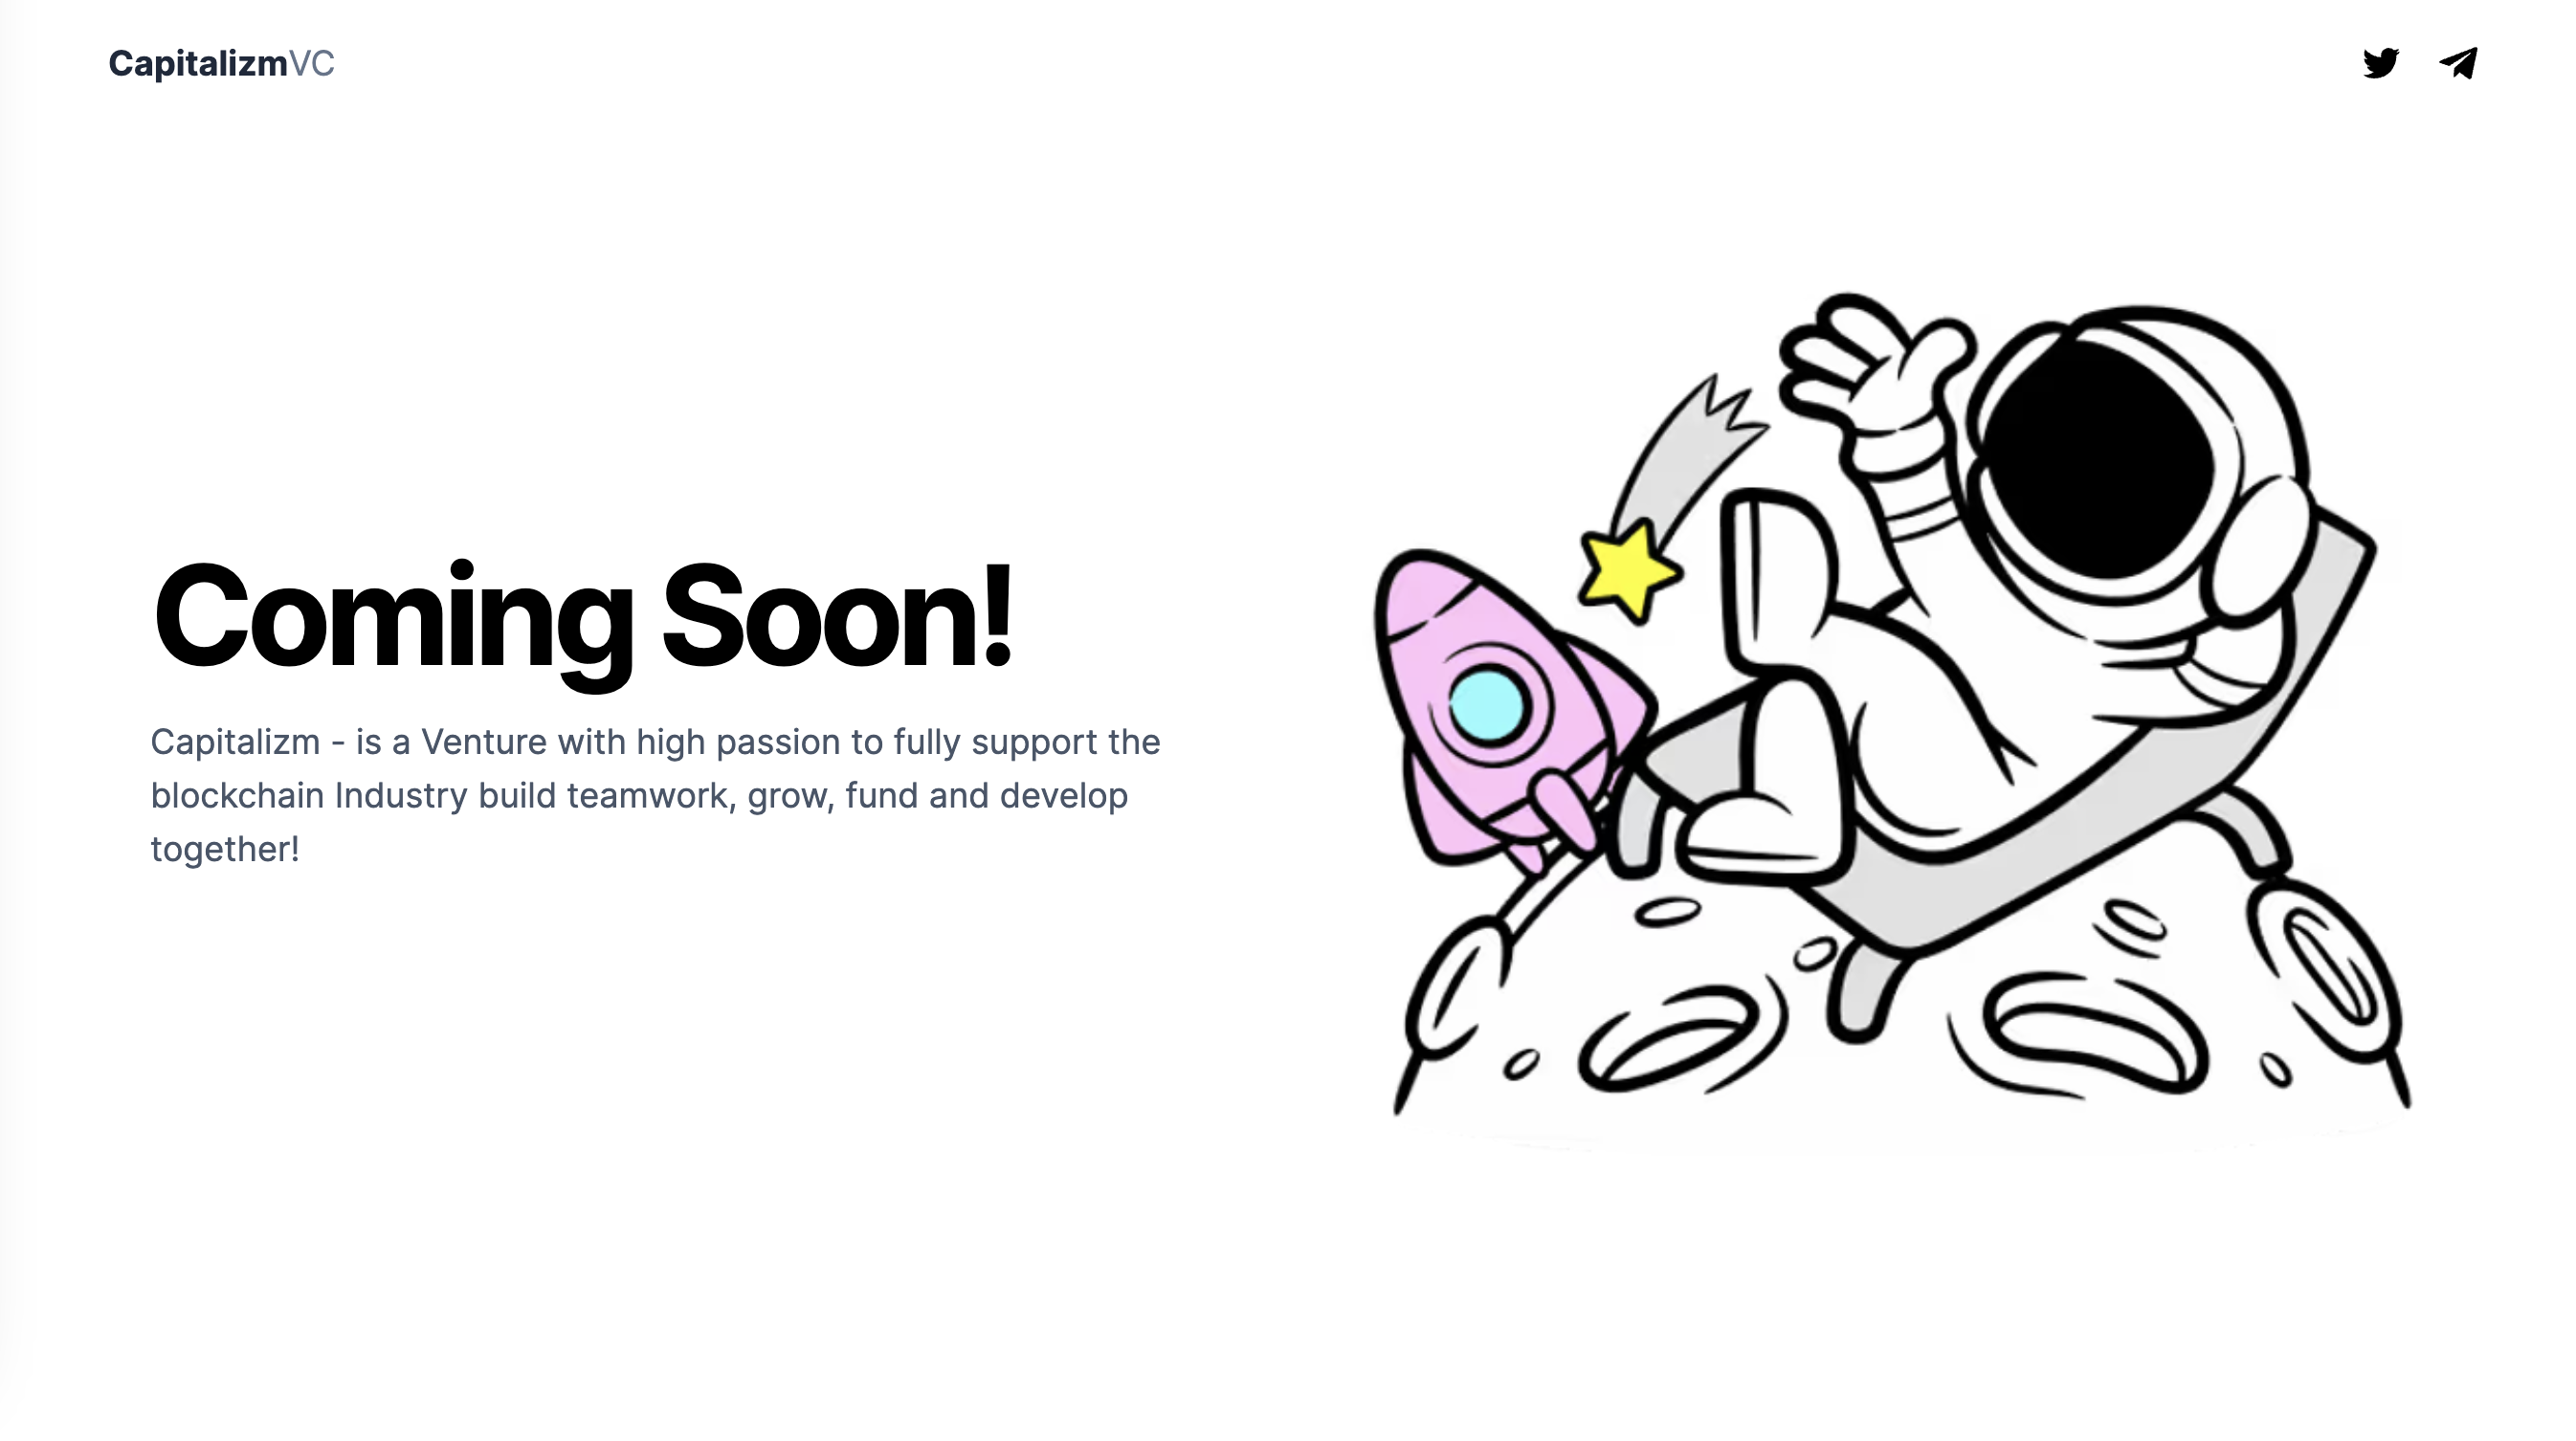 CapitalizmVC
Coming Soon!
Capitalizm - is a Venture with high passion to fully support the
blockchain Industry build teamwork, grow, fund and develop
together!